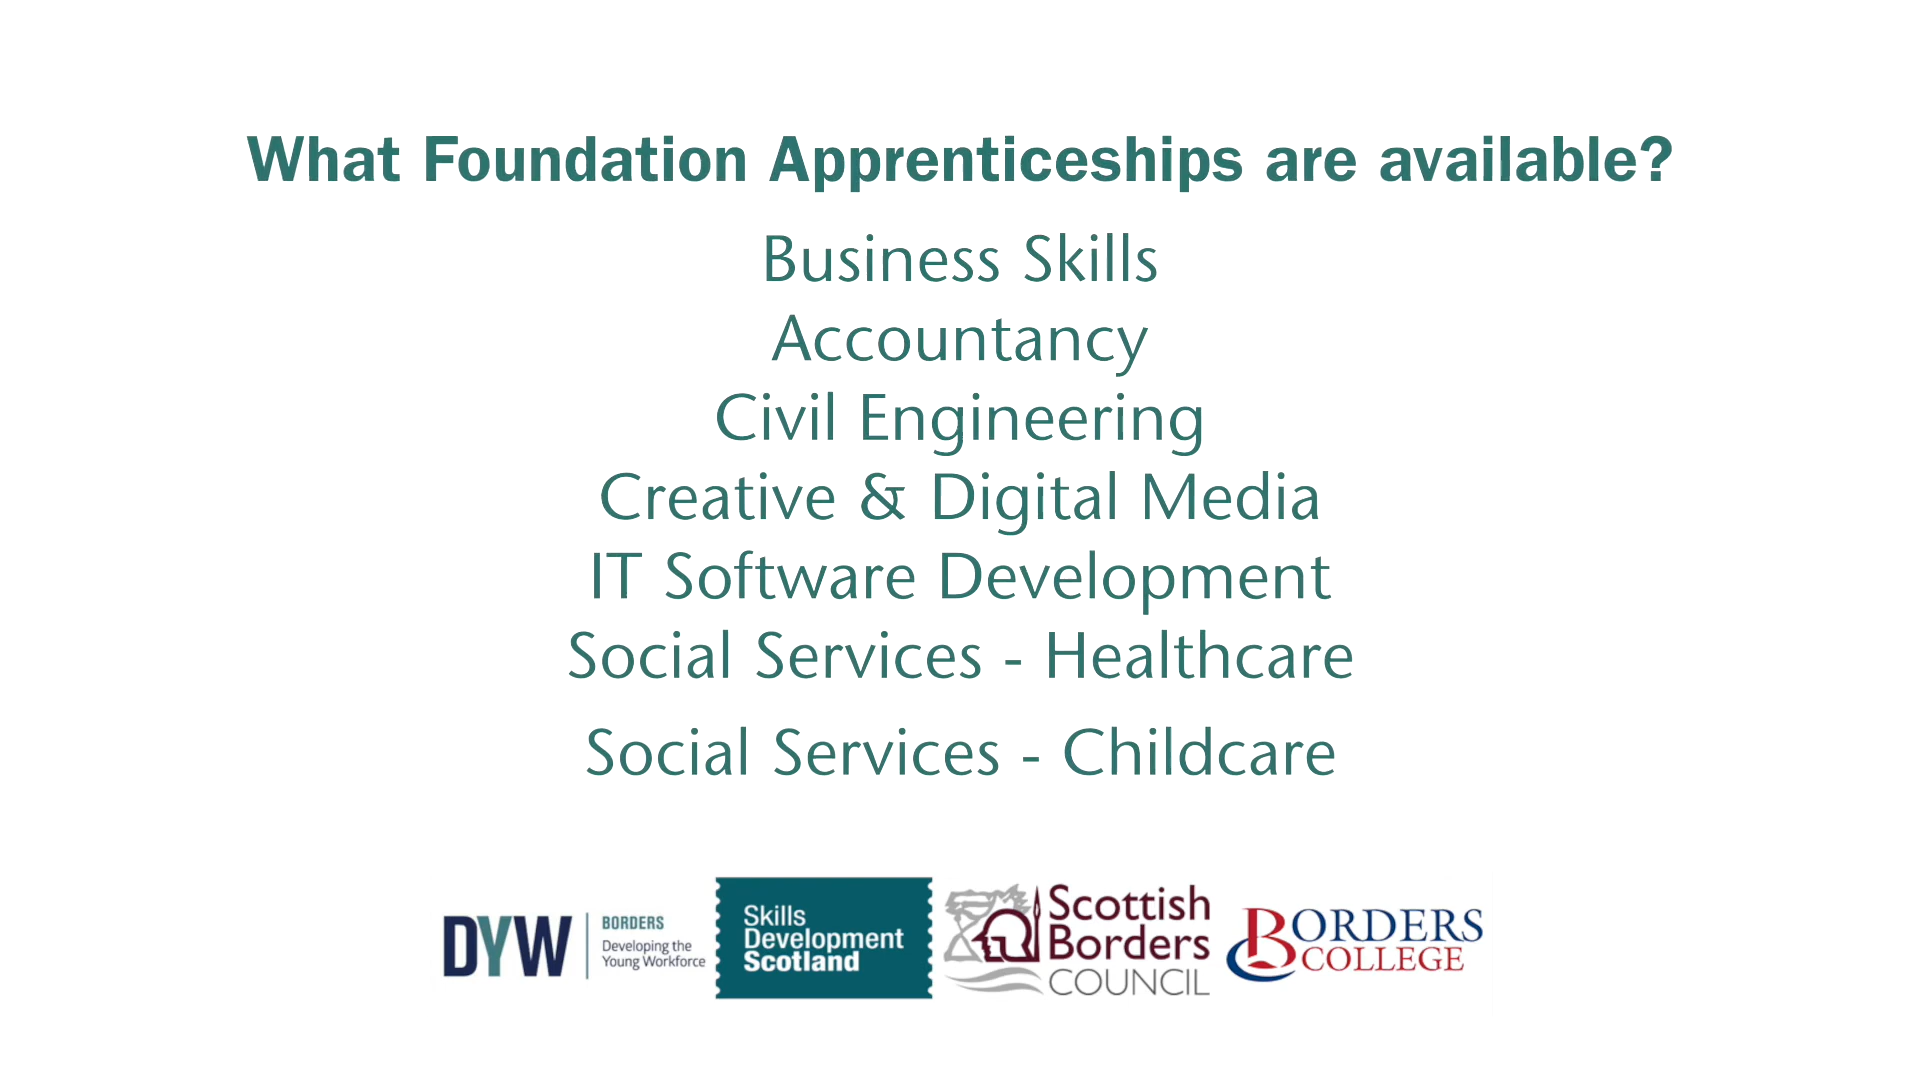 What Foundation Apprenticeships are available?
Business Skills
Accountancy
Civil Engineering
Creative & Digital Media
IT Software Development
Social Services - Healthcare
Social Services - Childcare
DYW
BORDERS
Developing the
Young Workforce
Skills
Development
Scotland
Scottish
Borders
COUNCIL
BORDERS
COLLEGE